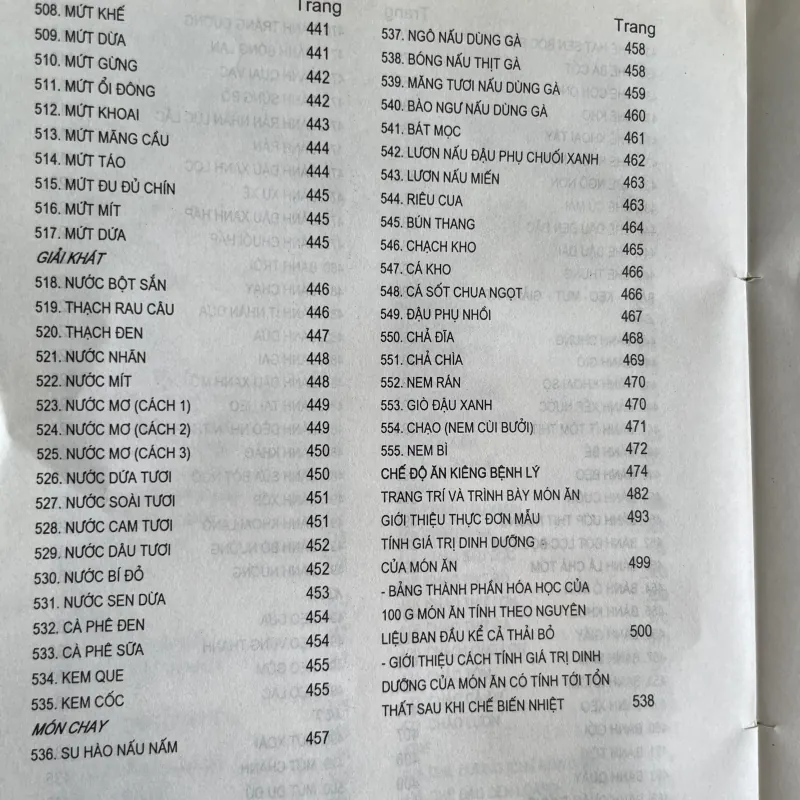 Trang
508. MỨT KHẾ 441
509. MỨT DỪA 441
510. MỨT GỪNG 442
511. MỨT ỔI ĐÔNG 442
512. MỨT KHOAI 443
513. MỨT MÃNG CẦU 444
514. MỨT TÁO 444
515. MỨT ĐU ĐỦ CHÍN 445
516. MỨT MÍT 445
517. MỨT DỨA 445
GIẢI KHÁT
518. NƯỚC BỘT SẮN 446
519. THẠCH RAU CÂU 446
520. THẠCH ĐEN 447
521. NƯỚC NHÃN 448
522. NƯỚC MÍT 448
523. NƯỚC MƠ (CÁCH 1) 449
524. NƯỚC MƠ (CÁCH 2) 449
525. NƯỚC MƠ (CÁCH 3) 450
526. NƯỚC DỨA TƯƠI 450
527. NƯỚC SOÀI TƯƠI 451
528. NƯỚC CAM TƯƠI 451
529. NƯỚC DÂU TƯƠI 452
530. NƯỚC BÍ ĐỎ 452
531. NƯỚC SEN DỪA 453
532. CÀ PHÊ ĐEN 454
533. CÀ PHÊ SỮA 454
534. KEM QUE 455
535. KEM CỐC 455
MÓN CHAY
536. SU HÀO NẤU NẤM 457
Trang
537. NGÔ NẤU DÙNG GÀ 458
538. BÓNG NẤU THỊT GÀ 458
539. MĂNG TƯƠI NẤU DÙNG GÀ 459
540. BÀO NGƯ NẤU DÙNG GÀ 460
541. BÁT MỌC 461
542. LƯƠN NẤU ĐẬU PHỤ CHUỐI XANH 462
543. LƯƠN NẤU MIẾN 463
544. RIÊU CUA 463
545. BÚN THANG 464
546. CHẠCH KHO 465
547. CÁ KHO 466
548. CÁ SỐT CHUA NGỌT 466
549. ĐẬU PHỤ NHỒI 467
550. CHẢ ĐĨA 468
551. CHẢ CHÌA 469
552. NEM RÁN 470
553. GIÒ ĐẬU XANH 470
554. CHẠO (NEM CÙI BƯỞI) 471
555. NEM BÌ 472
CHẾ ĐỘ ĂN KIÊNG BỆNH LÝ 474
TRANG TRÍ VÀ TRÌNH BÀY MÓN ĂN 482
GIỚI THIỆU THỰC ĐƠN MẪU 493
TÍNH GIÁ TRỊ DINH DƯỠNG
CỦA MÓN ĂN 499
- BẢNG THÀNH PHẦN HÓA HỌC CỦA
100 G MÓN ĂN TÍNH THEO NGUYÊN
LIỆU BAN ĐẦU KỂ CẢ THẢI BỎ 500
- GIỚI THIỆU CÁCH TÍNH GIÁ TRỊ DINH
DƯỠNG CỦA MÓN ĂN CÓ TÍNH TỚI TỔN
THẤT SAU KHI CHẾ BIẾN NHIỆT 538